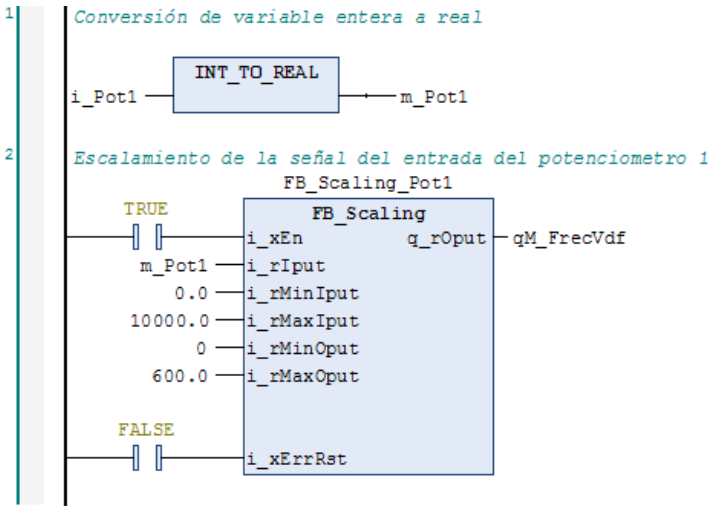 1
Conversión de variable entera a real
INT_TO_REAL
i_Pot1
m_Pot1
2
Escalamiento de la señal del entrada del potenciometro 1
FB_Scaling_Pot1
TRUE
FB_Scaling
i_xEn
q_rOput
qM_FrecVdf
m_Pot1
i_rIput
0.0
i_rMinIput
10000.0
i_rMaxIput
0
i_rMinOput
600.0
i_rMaxOput
FALSE
i_xErrRst